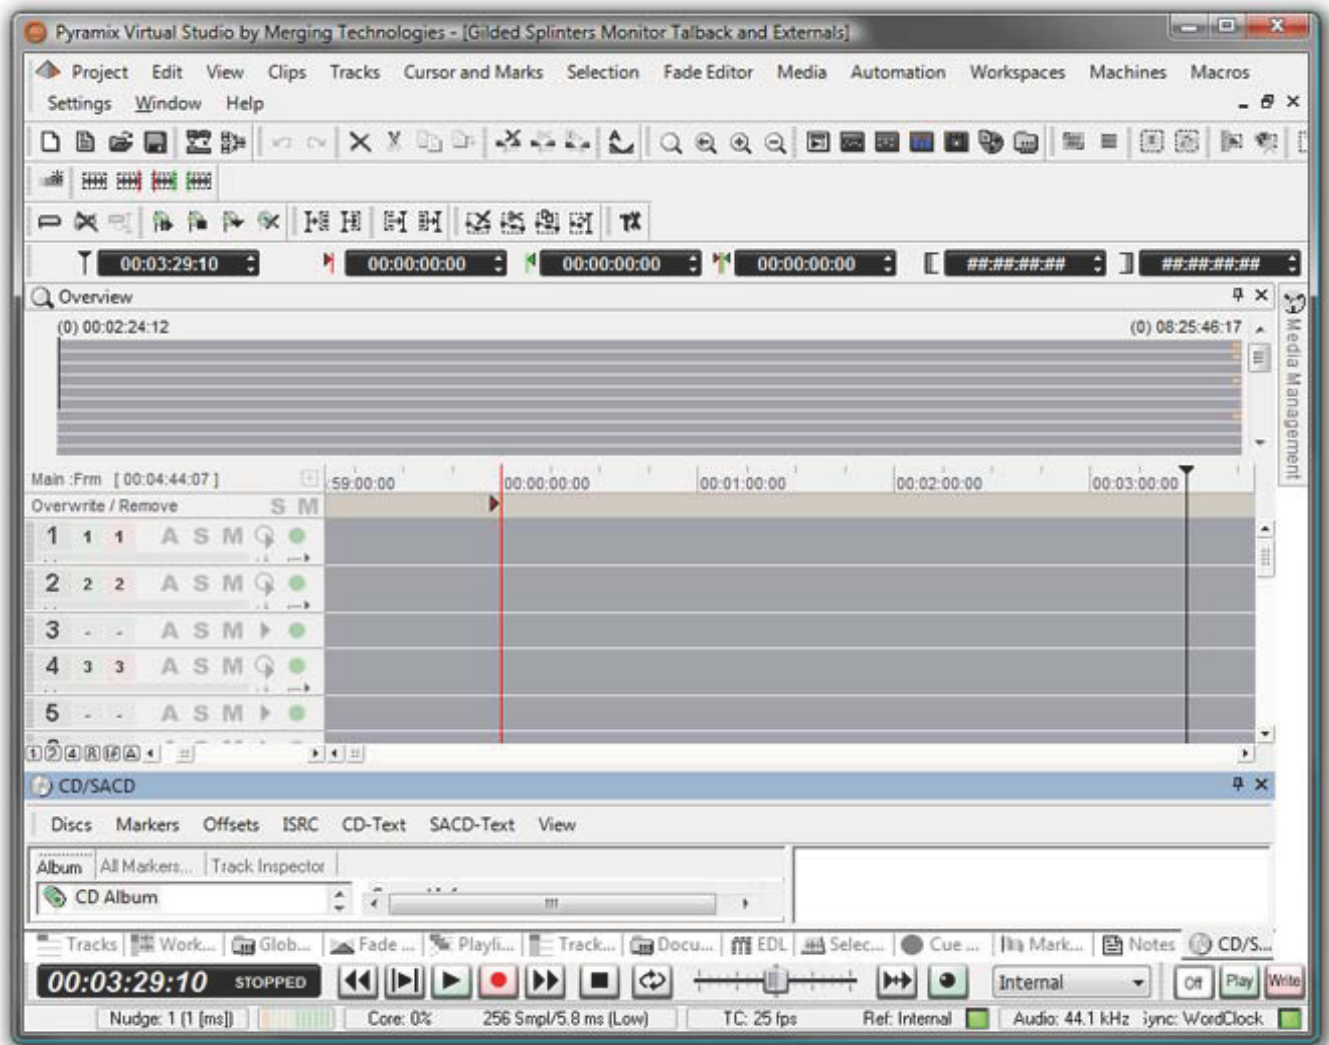 Pyramix Virtual Studio by Merging Technologies - [Gilded Splinters Monitor Talback and Externals]
Project Edit View Clips Tracks Cursor and Marks Selection Fade Editor Media Automation Workspaces Machines Macros
Settings Window Help
00:03:29:10 00:00:00:00 00:00:00:00 00:00:00:00 ##:##:##:## ##:##:##:##
Overview
(0) 00:02:24:12 (0) 08:25:46:17
Media Management
Main :Frm [ 00:04:44:07 ] :59:00:00 00:00:00:00 00:01:00:00 00:02:00:00 00:03:00:00
Overwrite / Remove S M
1 1 1 A S M
2 2 2 A S M
3 - - A S M
4 3 3 A S M
5 - - A S M
1 2 4 8 A
CD/SACD
Discs Markers Offsets ISRC CD-Text SACD-Text View
Album All Markers... Track Inspector
CD Album
Tracks Work... Glob... Fade ... Playli... Track... Docu... EDL Selec... Cue ... Mark... Notes CD/S...
00:03:29:10 STOPPED Internal Off Play Write
Nudge: 1 (1 [ms]) Core: 0% 256 Smpl/5.8 ms (Low) TC: 25 fps Ref: Internal Audio: 44.1 kHz Sync: WordClock